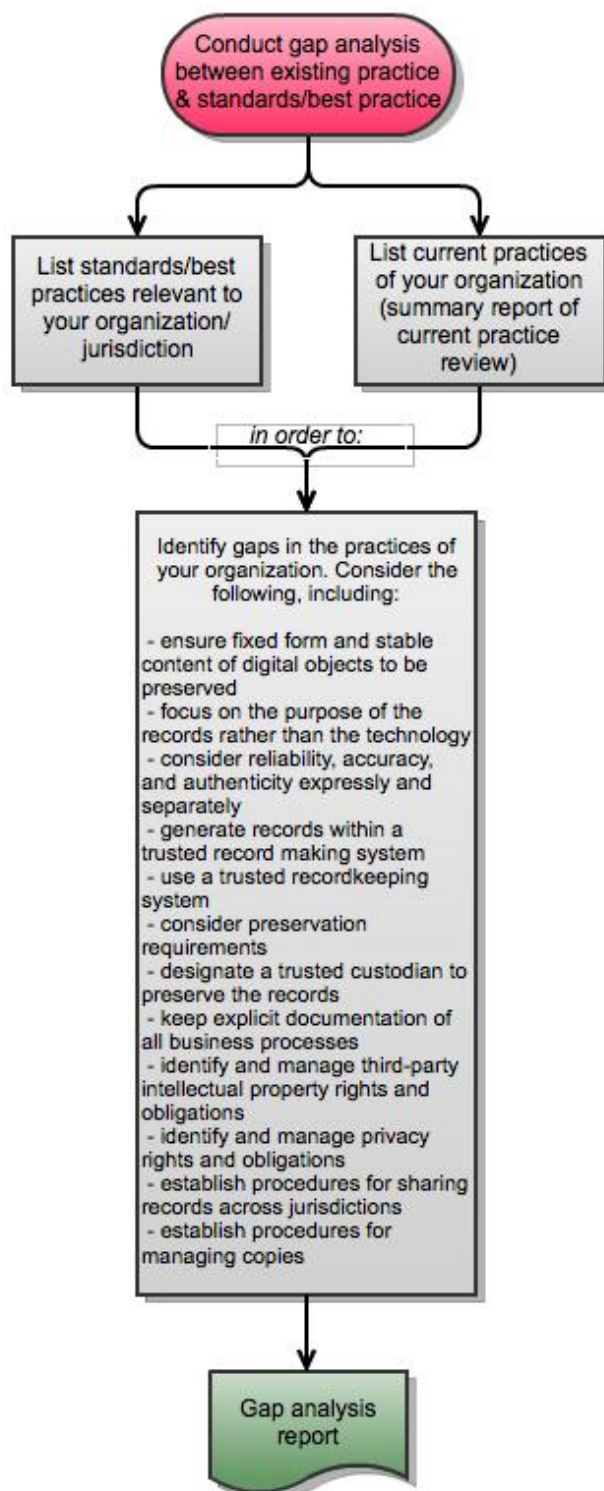 Conduct gap analysis
between existing practice
& standards/best practice
List standards/best
practices relevant to
your organization/
jurisdiction
List current practices
of your organization
(summary report of
current practice
review)
in order to:
Identify gaps in the practices of
your organization. Consider the
following, including:
- ensure fixed form and stable
content of digital objects to be
preserved
- focus on the purpose of the
records rather than the technology
- consider reliability, accuracy,
and authenticity expressly and
separately
- generate records within a
trusted record making system
- use a trusted recordkeeping
system
- consider preservation
requirements
- designate a trusted custodian to
preserve the records
- keep explicit documentation of
all business processes
- identify and manage third-party
intellectual property rights and
obligations
- identify and manage privacy
rights and obligations
- establish procedures for sharing
records across jurisdictions
- establish procedures for
managing copies
Gap analysis
report